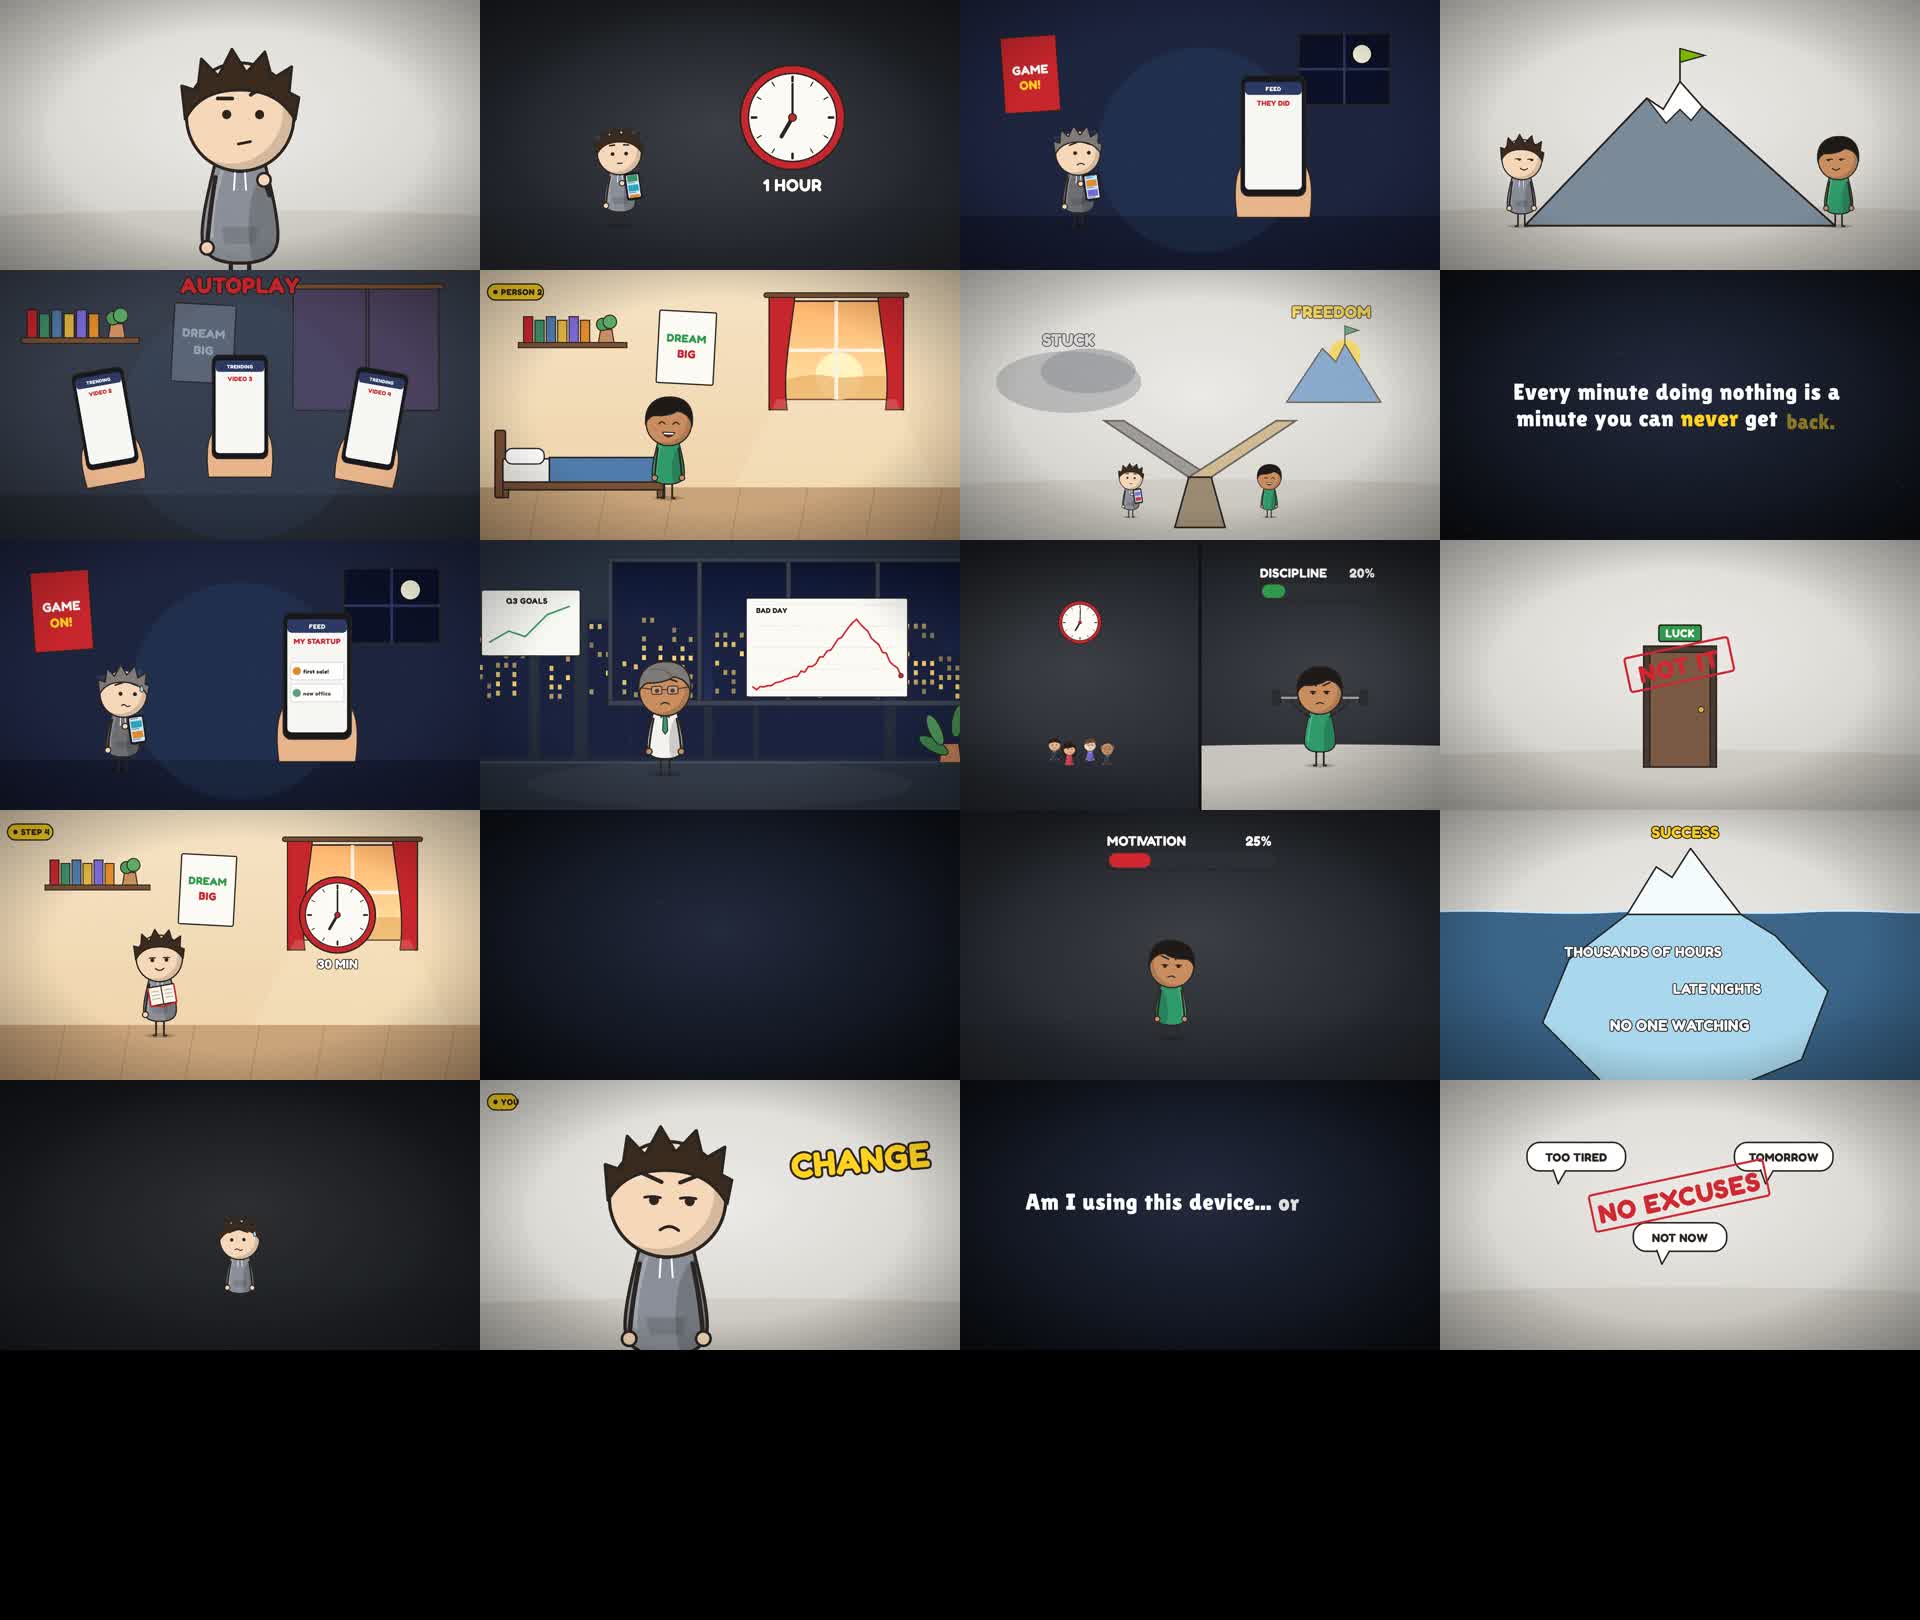 1 HOUR
GAME
ON!
FEED
THEY DID
AUTOPLAY
DREAM
BIG
TRENDING
VIDEO 2
TRENDING
VIDEO 3
TRENDING
VIDEO 4
PERSON 2
DREAM
BIG
STUCK
FREEDOM
Every minute doing nothing is a
minute you can never get back.
GAME
ON!
FEED
MY STARTUP
first sale!
new office
Q3 GOALS
BAD DAY
DISCIPLINE 20%
LUCK
NOT IT
STEP 4
DREAM
BIG
30 MIN
MOTIVATION 25%
SUCCESS
THOUSANDS OF HOURS
LATE NIGHTS
NO ONE WATCHING
YOU
CHANGE
Am I using this device... or
TOO TIRED
TOMORROW
NO EXCUSES
NOT NOW